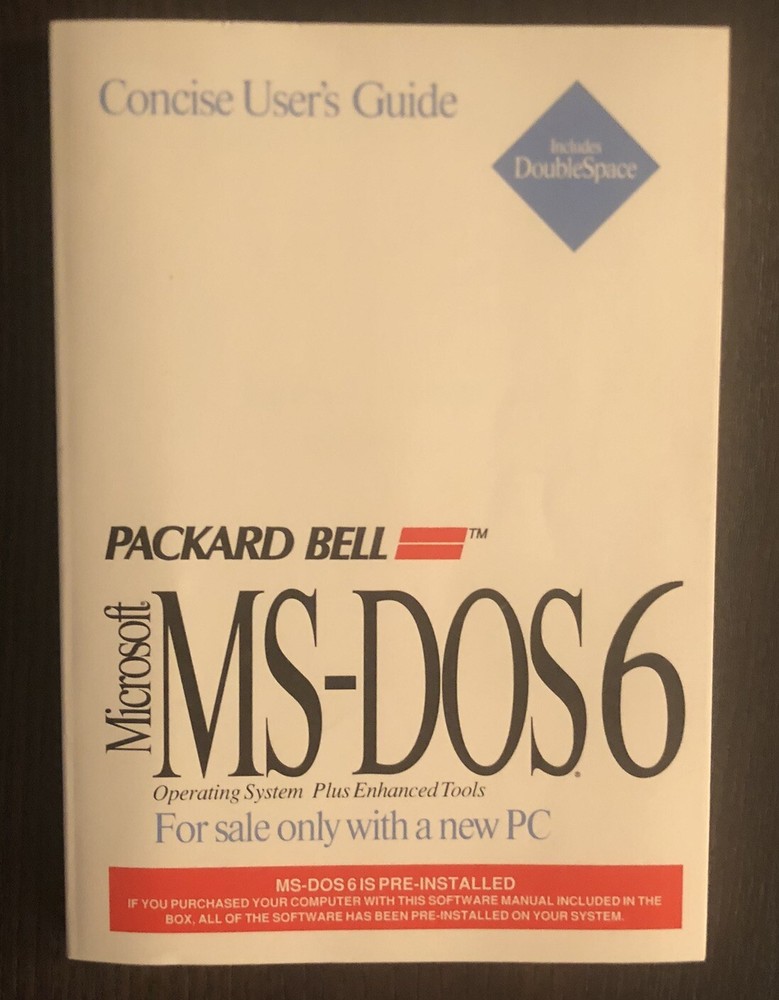 Concise User's Guide
Includes
DoubleSpace
PACKARD BELL ™
Microsoft
MS-DOS® 6
Operating System Plus Enhanced Tools
For sale only with a new PC
MS-DOS 6 IS PRE-INSTALLED
IF YOU PURCHASED YOUR COMPUTER WITH THIS SOFTWARE MANUAL INCLUDED IN THE
BOX, ALL OF THE SOFTWARE HAS BEEN PRE-INSTALLED ON YOUR SYSTEM.